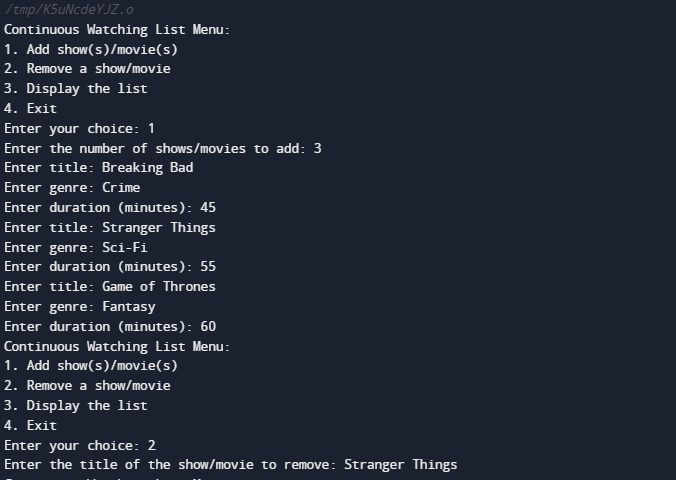 /tmp/K5uNcdeYJZ.o
Continuous Watching List Menu:
1. Add show(s)/movie(s)
2. Remove a show/movie
3. Display the list
4. Exit
Enter your choice: 1
Enter the number of shows/movies to add: 3
Enter title: Breaking Bad
Enter genre: Crime
Enter duration (minutes): 45
Enter title: Stranger Things
Enter genre: Sci-Fi
Enter duration (minutes): 55
Enter title: Game of Thrones
Enter genre: Fantasy
Enter duration (minutes): 60
Continuous Watching List Menu:
1. Add show(s)/movie(s)
2. Remove a show/movie
3. Display the list
4. Exit
Enter your choice: 2
Enter the title of the show/movie to remove: Stranger Things